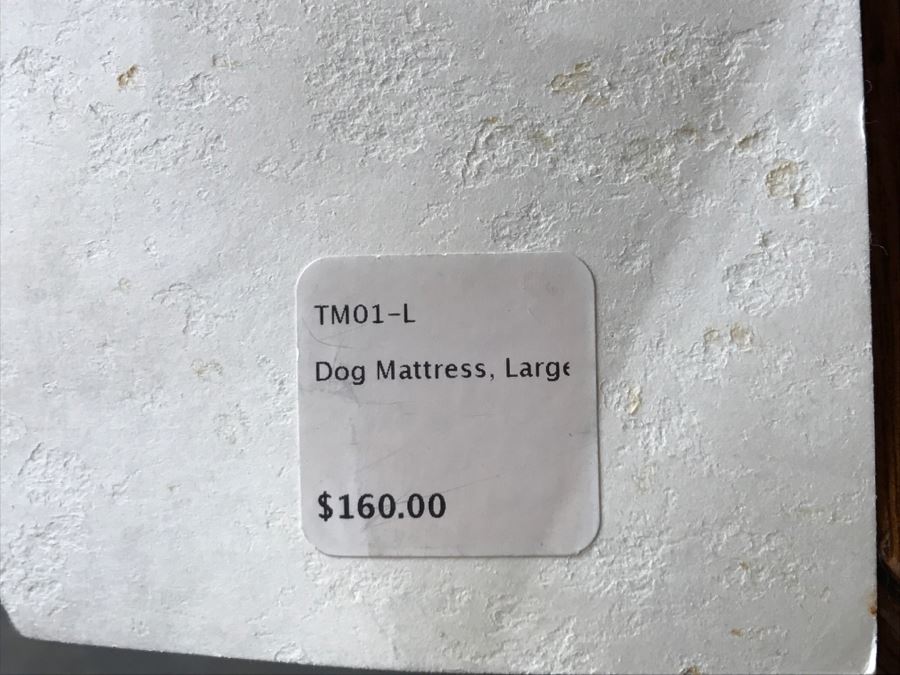 TM01-L
Dog Mattress, Large
$160.00